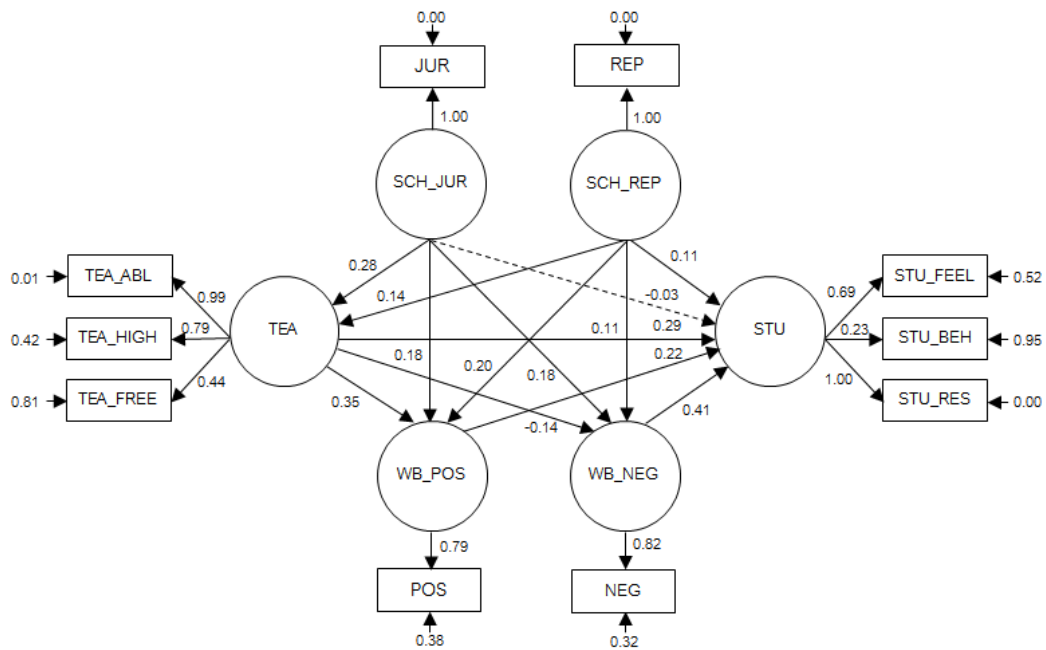 0.00 0.00
JUR REP
1.00 1.00
SCH_JUR SCH_REP
0.11
0.01 TEA_ABL 0.28 STU_FEEL 0.52
0.99 0.14 -0.03 0.69
0.42 TEA_HIGH 0.79 TEA 0.11 0.29 STU 0.23 STU_BEH 0.95
0.18 0.20 0.18 0.22
0.81 TEA_FREE 0.44 1.00 STU_RES 0.00
0.35 -0.14 0.41
WB_POS WB_NEG
0.79 0.82
POS NEG
0.38 0.32